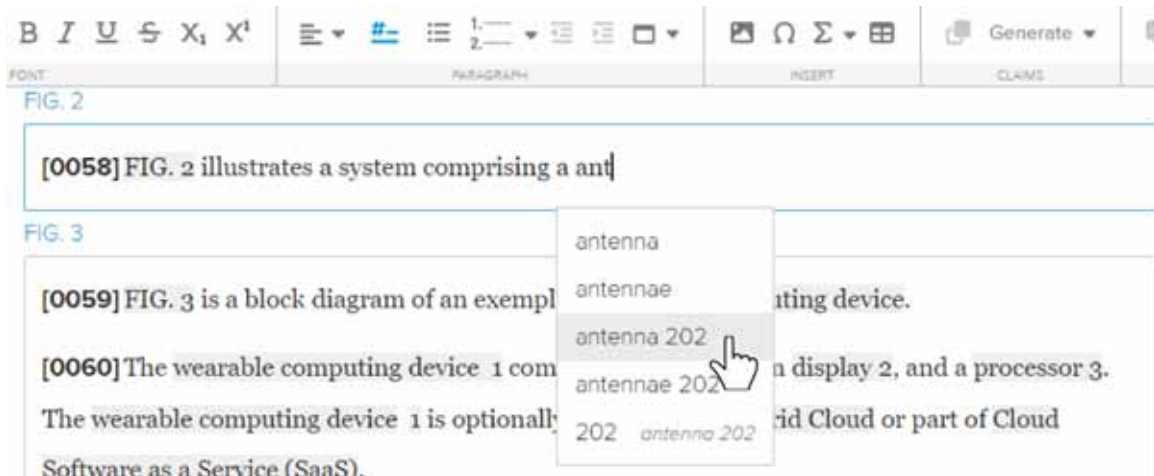 B I U S X₁ X¹ 1. 2. Ω Σ Generate
FONT PARAGRAPH INSERT CLAIMS
FIG. 2
[0058] FIG. 2 illustrates a system comprising a ant
FIG. 3
antenna
antennae
antenna 202
antennae 202
202 antenna 202
[0059] FIG. 3 is a block diagram of an exempl uting device.
[0060] The wearable computing device 1 com n display 2, and a processor 3.
The wearable computing device 1 is optionally rid Cloud or part of Cloud
Software as a Service (SaaS).